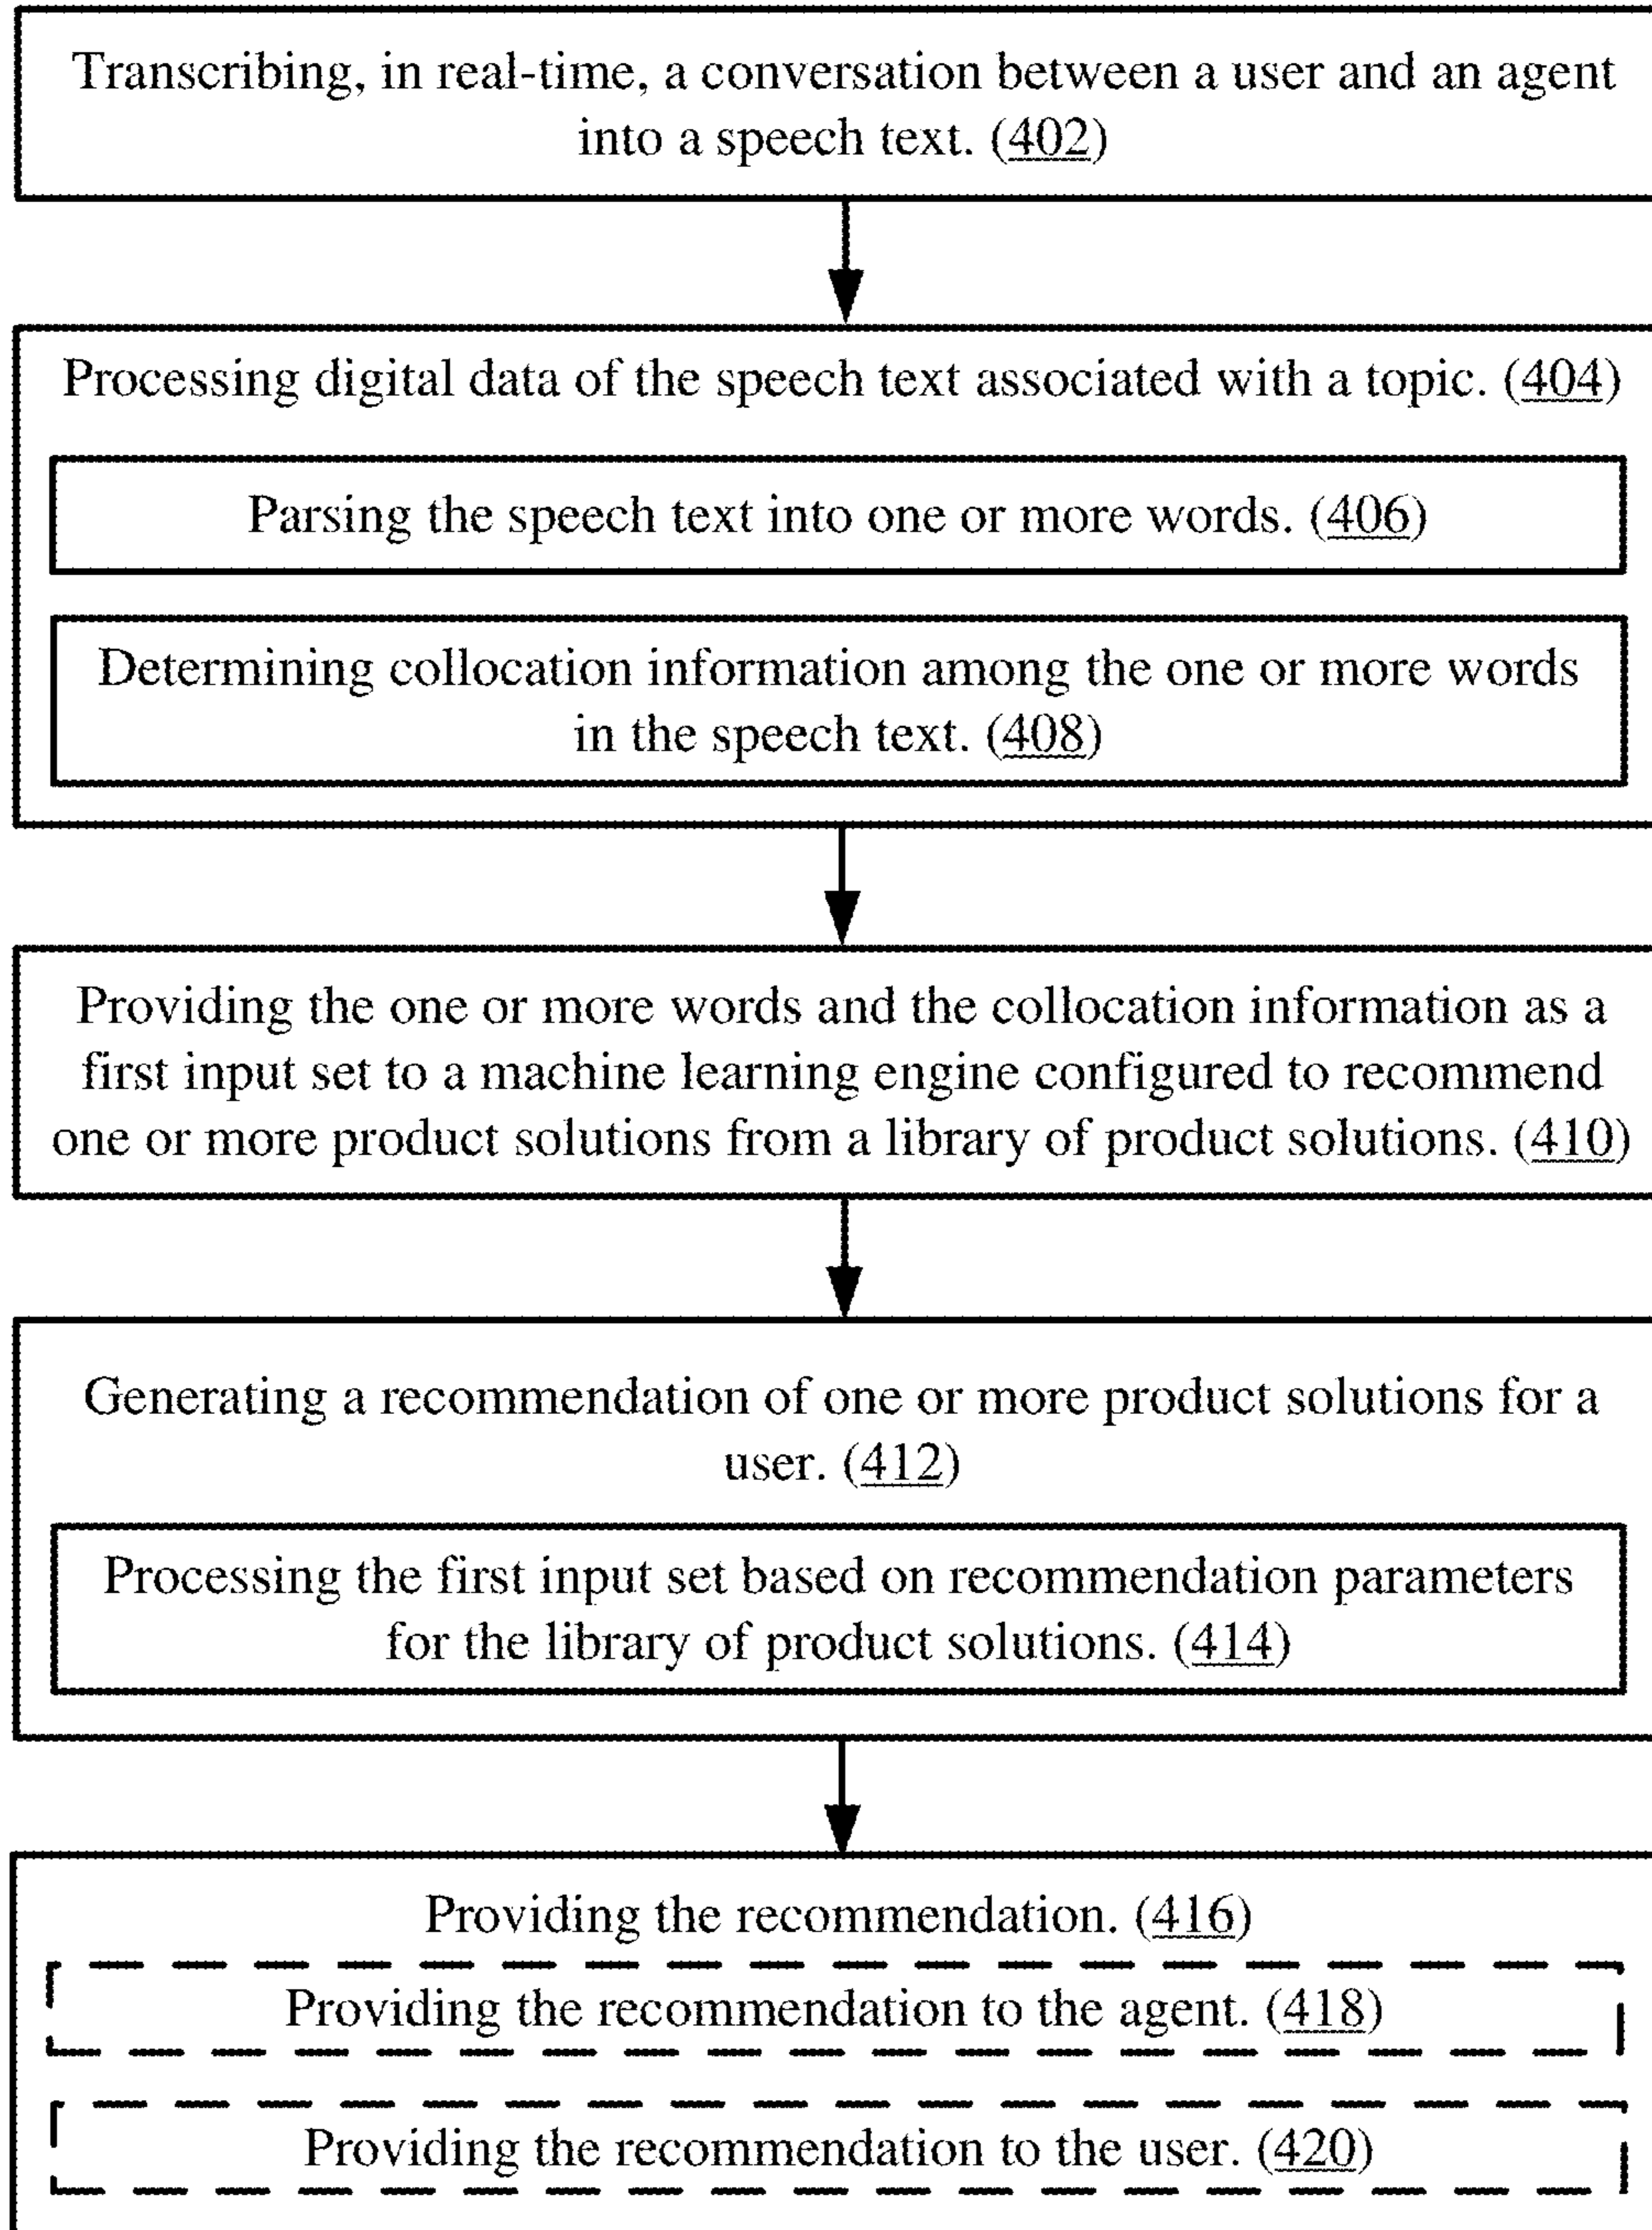 Transcribing, in real-time, a conversation between a user and an agent
into a speech text. (402)
Processing digital data of the speech text associated with a topic. (404)
Parsing the speech text into one or more words. (406)
Determining collocation information among the one or more words
in the speech text. (408)
Providing the one or more words and the collocation information as a
first input set to a machine learning engine configured to recommend
one or more product solutions from a library of product solutions. (410)
Generating a recommendation of one or more product solutions for a
user. (412)
Processing the first input set based on recommendation parameters
for the library of product solutions. (414)
Providing the recommendation. (416)
Providing the recommendation to the agent. (418)
Providing the recommendation to the user. (420)